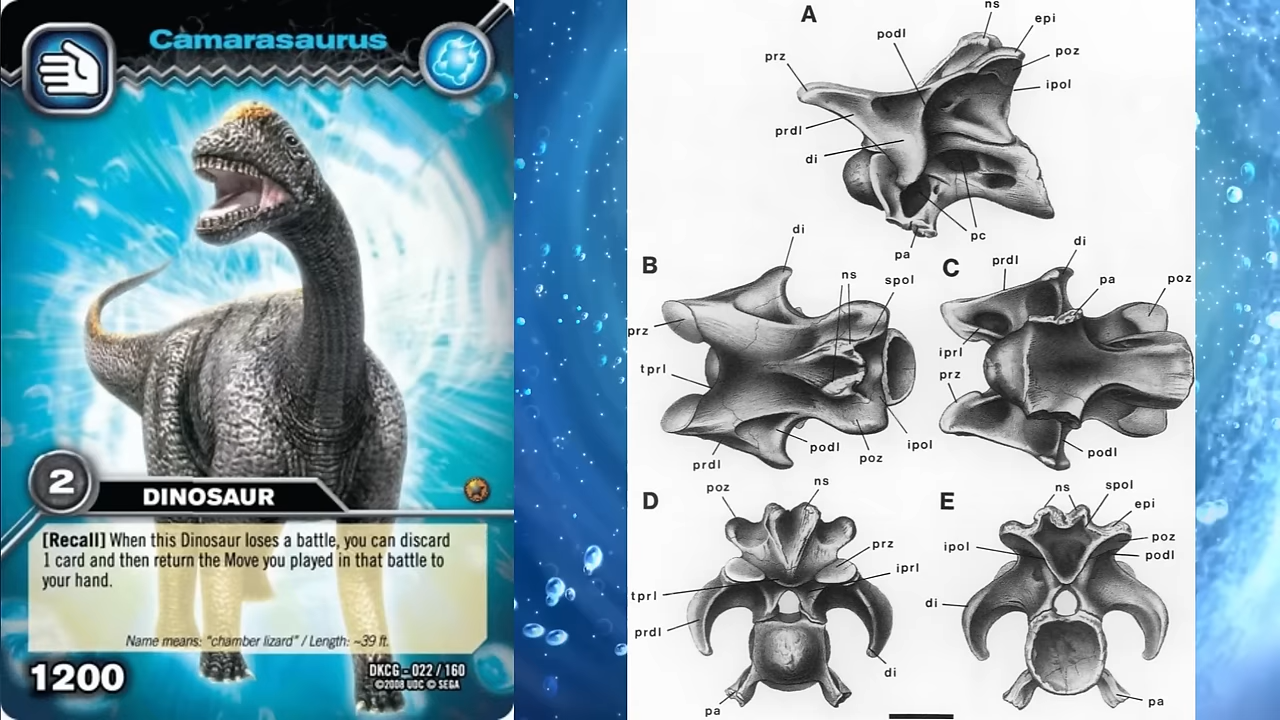 Camarasaurus
2
DINOSAUR
[Recall] When this Dinosaur loses a battle, you can discard
1 card and then return the Move you played in that battle to
your hand.
Name means: "chamber lizard" / Length: ~39 ft.
1200
DKCG - 022 / 160
©2008 UDC © SEGA
A
ns
epi
podl
poz
prz
ipol
prdl
di
pa
pc
B
di
ns
spol
prz
tprl
podl
ipol
poz
prdl
C
di
prdl
pa
poz
iprl
prz
podl
D
poz
ns
prz
iprl
tprl
prdl
di
pa
E
ns
spol
epi
poz
ipol
podl
di
pa